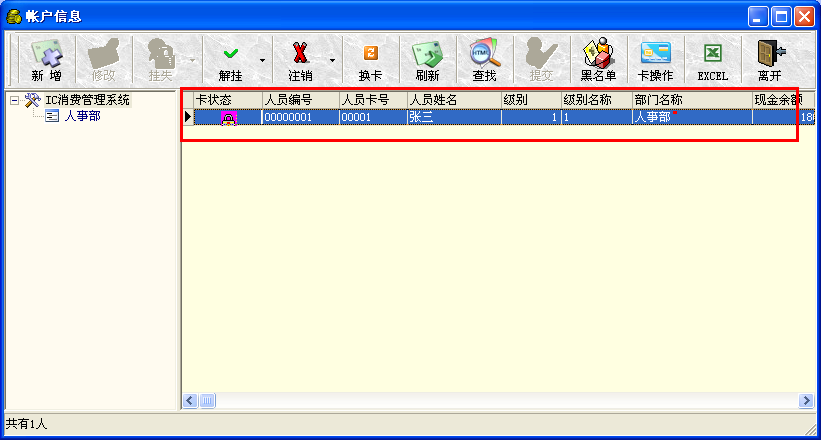 帐户信息
新 增 修改 挂失 解挂 注销 换卡 刷新 查找 提交 黑名单 卡操作 EXCEL 离开
IC消费管理系统
人事部
卡状态 人员编号 人员卡号 人员姓名 级别 级别名称 部门名称 现金余额
00000001 00001 张三 1 1 人事部
共有1人